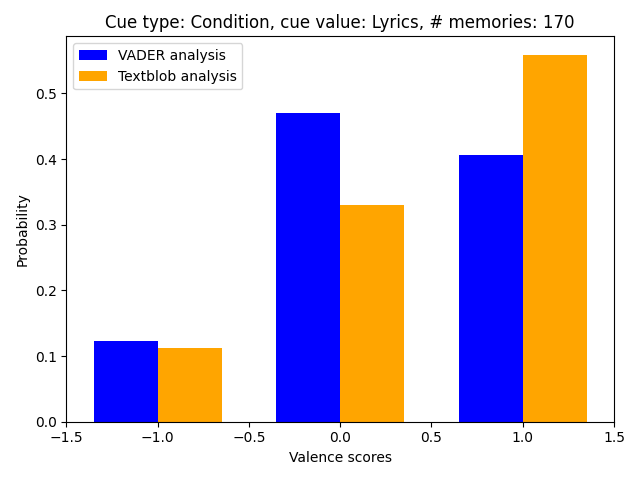 Cue type: Condition, cue value: Lyrics, # memories: 170
VADER analysis
Textblob analysis
Probability
0.5
0.4
0.3
0.2
0.1
0.0
−1.5
−1.0
−0.5
0.0
0.5
1.0
1.5
Valence scores